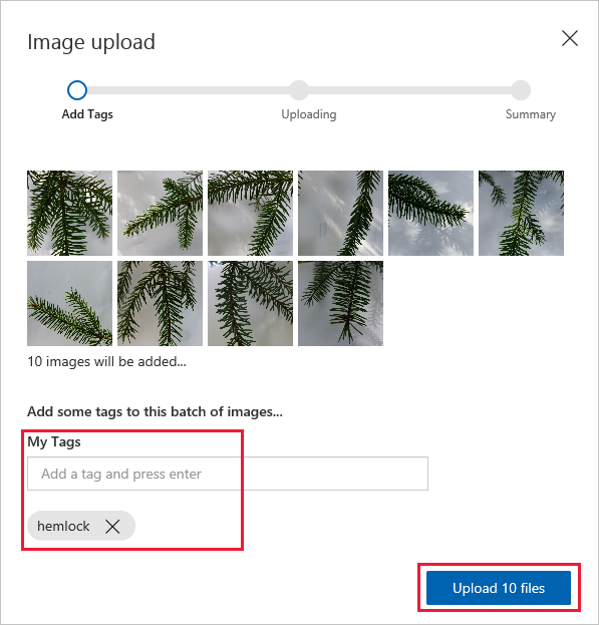 Image upload
Add Tags
Uploading
Summary
10 images will be added...
Add some tags to this batch of images...
My Tags
Add a tag and press enter
hemlock
Upload 10 files